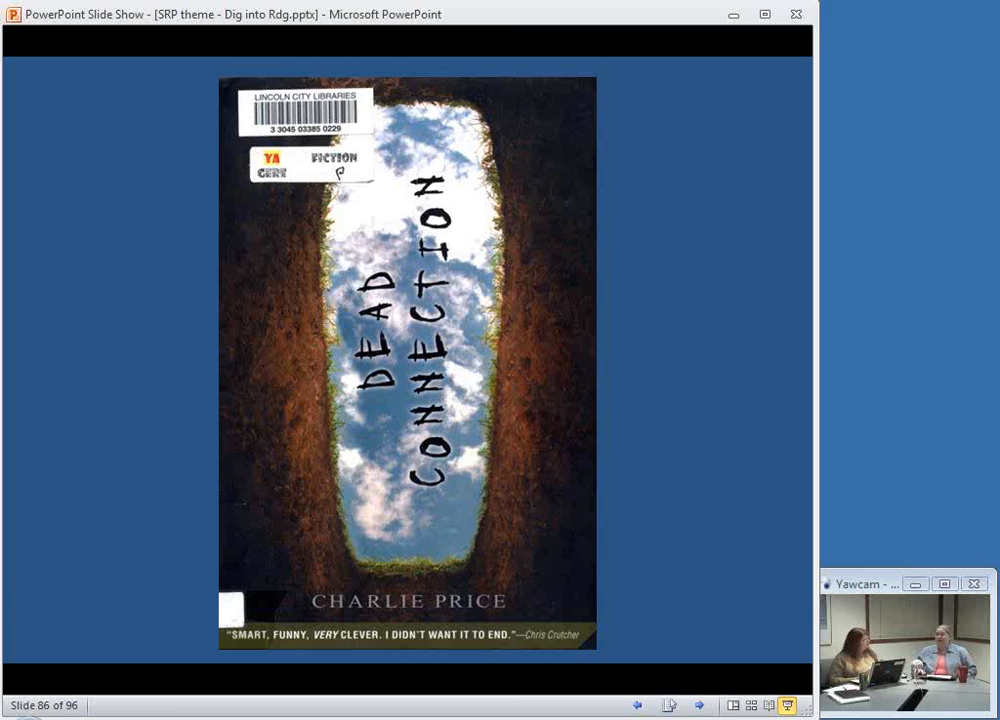 PowerPoint Slide Show - [SRP theme - Dig into Rdg.pptx] - Microsoft PowerPoint
LINCOLN CITY LIBRARIES
3 3045 03385 0229
YA FICTION
GERE P
DEAD
CONNECTION
CHARLIE PRICE
"SMART, FUNNY, VERY CLEVER. I DIDN'T WANT IT TO END."—Chris Crutcher
Yawcam - ...
Slide 86 of 96